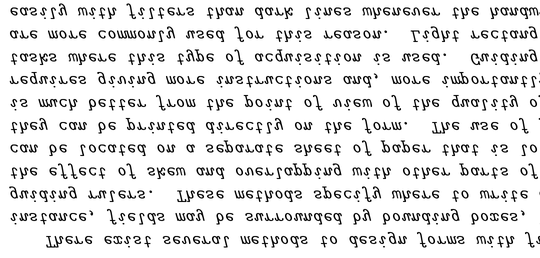 There exist several methods to design forms with fi
instance, fields may be surrounded by bounding boxes,
guiding rulers. These methods specify where to write
the effect of skew and overlapping with other parts of
can be located on a separate sheet of paper that is lo
they can be printed directly on the form. The use of
is much better from the point of view of the quality o
requires giving more instructions and, more importantl
tasks where this type of acquisition is used. Guiding
are more commonly used for this reason. Light rectang
easily with filters than dark lines whenever the handw